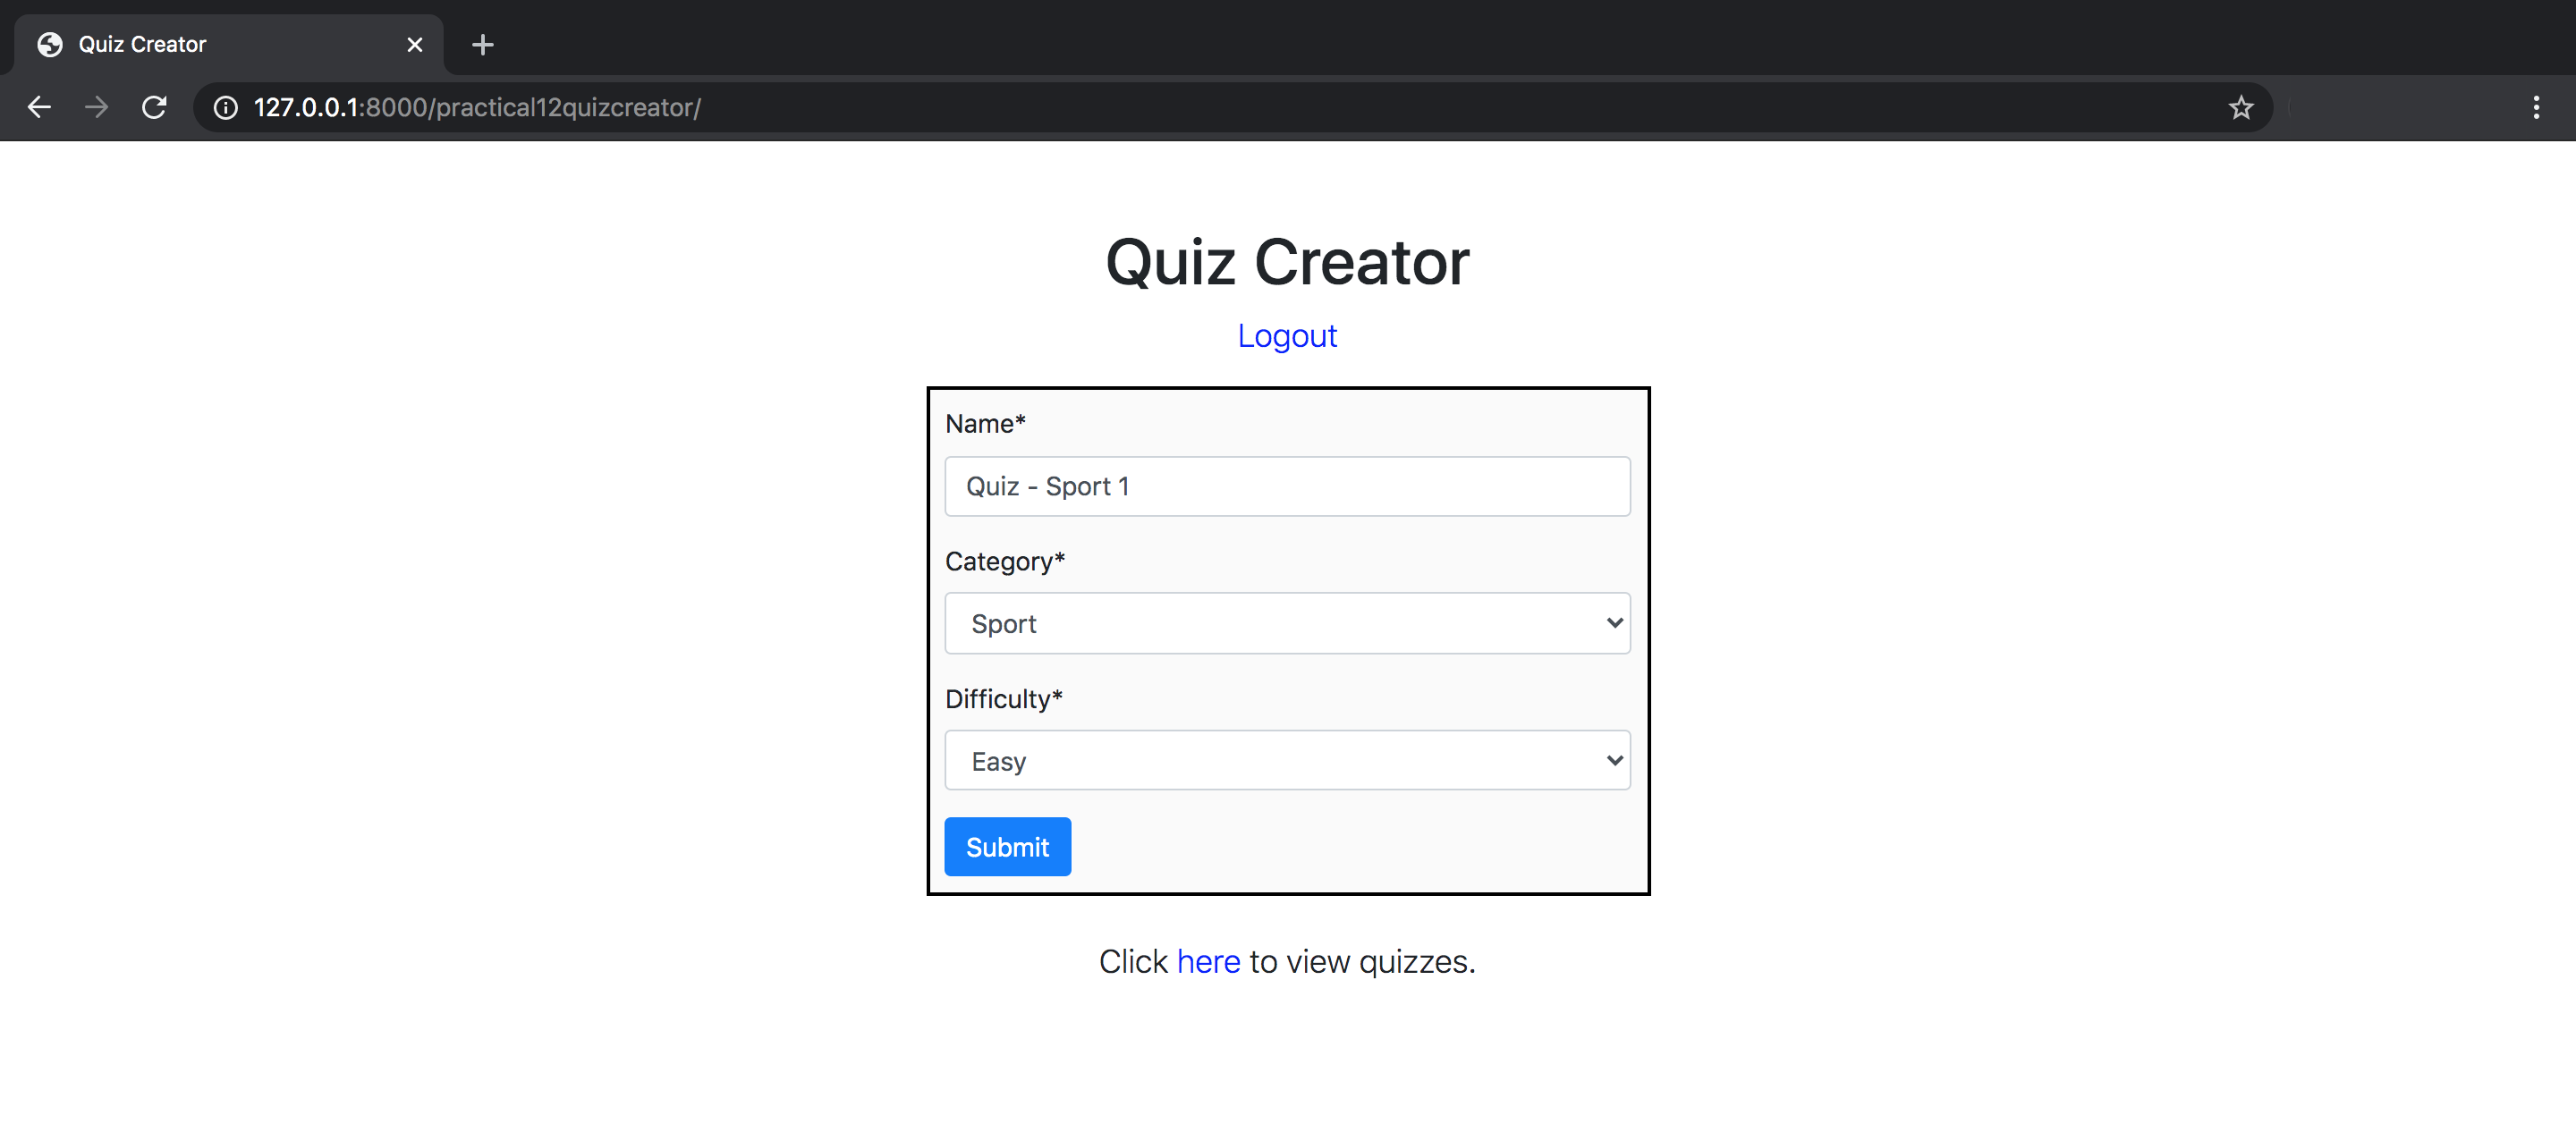 Quiz Creator
127.0.0.1:8000/practical12quizcreator/
Quiz Creator
Logout
Name*
Quiz - Sport 1
Category*
Sport
Difficulty*
Easy
Submit
Click here to view quizzes.